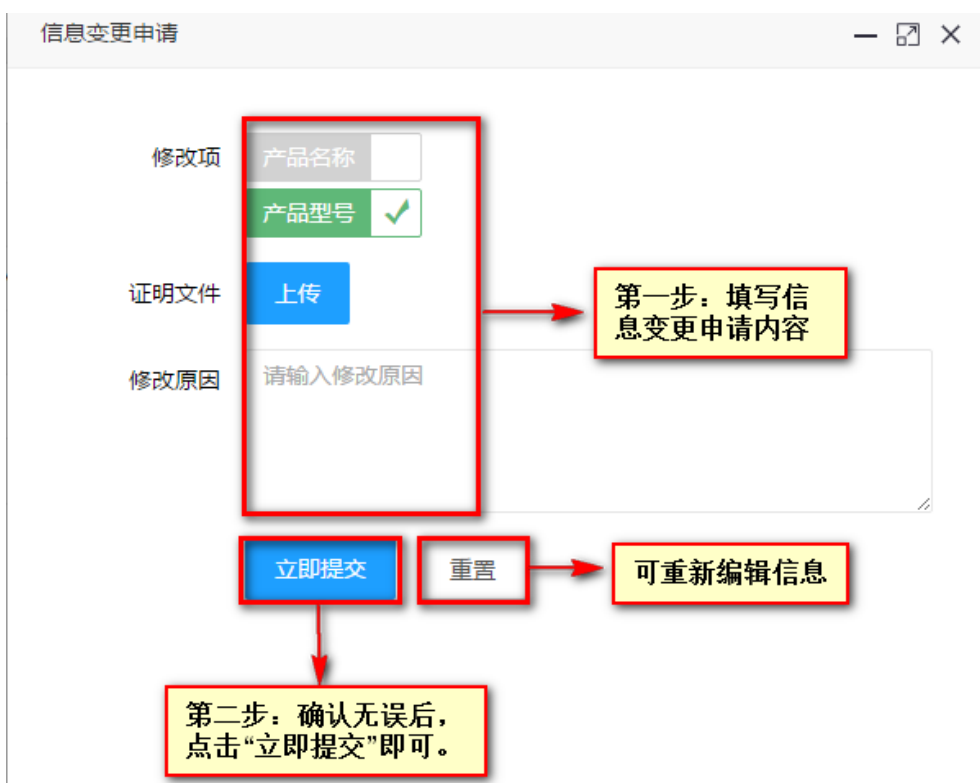 信息变更申请
修改项
产品名称
产品型号
证明文件
上传
第一步：填写信
息变更申请内容
修改原因
请输入修改原因
立即提交
重置
可重新编辑信息
第二步：确认无误后，
点击“立即提交”即可。